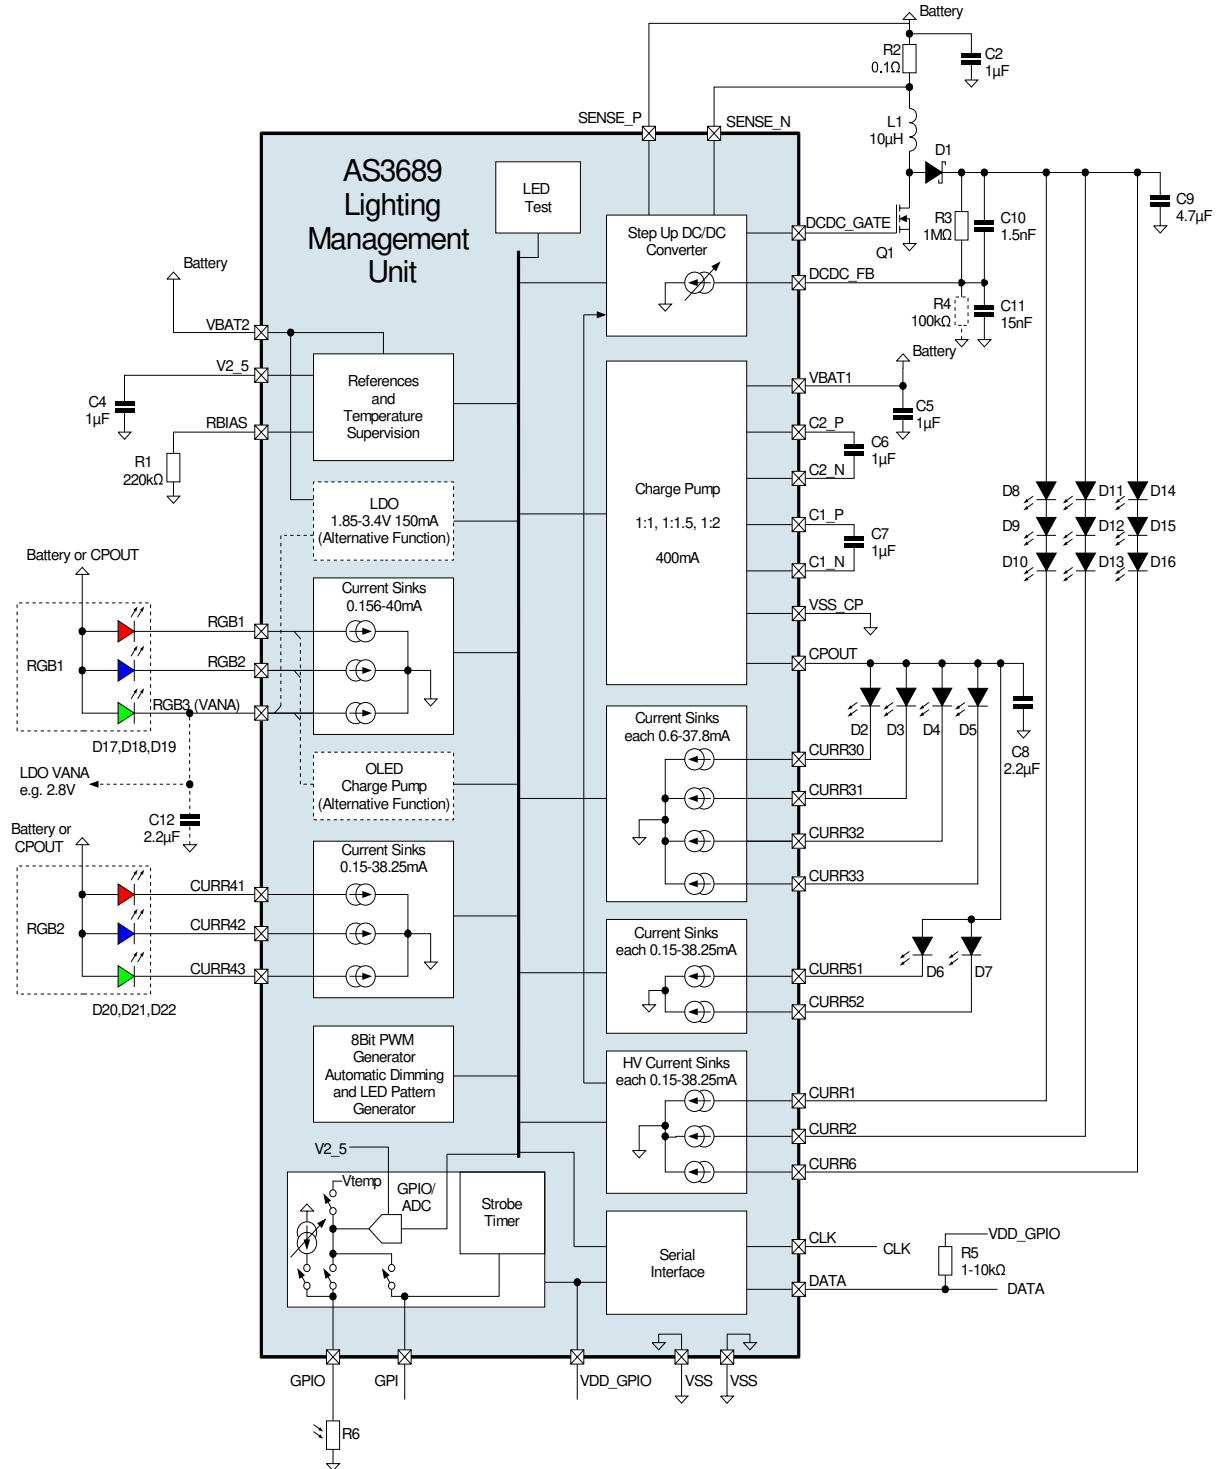 Battery
R2
0.1Ω
C2
1µF
SENSE_P
SENSE_N
L1
10µH
D1
AS3689
Lighting
Management
Unit
LED
Test
Step Up DC/DC
Converter
DCDC_GATE
Q1
R3
1MΩ
C10
1.5nF
C9
4.7µF
DCDC_FB
R4
100kΩ
C11
15nF
Battery
VBAT2
V2_5
C4
1µF
RBIAS
R1
220kΩ
References
and
Temperature
Supervision
Battery
VBAT1
C5
1µF
C2_P
C6
1µF
C2_N
Charge Pump
1:1, 1:1.5, 1:2
400mA
C1_P
C7
1µF
C1_N
VSS_CP
CPOUT
D8
D9
D10
D11
D12
D13
D14
D15
D16
LDO
1.85-3.4V 150mA
(Alternative Function)
Battery or CPOUT
Current Sinks
0.156-40mA
RGB1
RGB1
RGB2
RGB3 (VANA)
D17,D18,D19
LDO VANA
e.g. 2.8V
C12
2.2µF
OLED
Charge Pump
(Alternative Function)
Current Sinks
each 0.6-37.8mA
D2
D3
D4
D5
C8
2.2µF
CURR30
CURR31
CURR32
CURR33
Battery or
CPOUT
Current Sinks
0.15-38.25mA
RGB2
CURR41
CURR42
CURR43
D20,D21,D22
Current Sinks
each 0.15-38.25mA
D6
D7
CURR51
CURR52
8Bit PWM
Generator
Automatic Dimming
and LED Pattern
Generator
HV Current Sinks
each 0.15-38.25mA
CURR1
CURR2
CURR6
V2_5
Vtemp
GPIO/
ADC
Strobe
Timer
Serial
Interface
CLK
CLK
VDD_GPIO
R5
1-10kΩ
DATA
DATA
GPIO
GPI
VDD_GPIO
VSS
VSS
R6